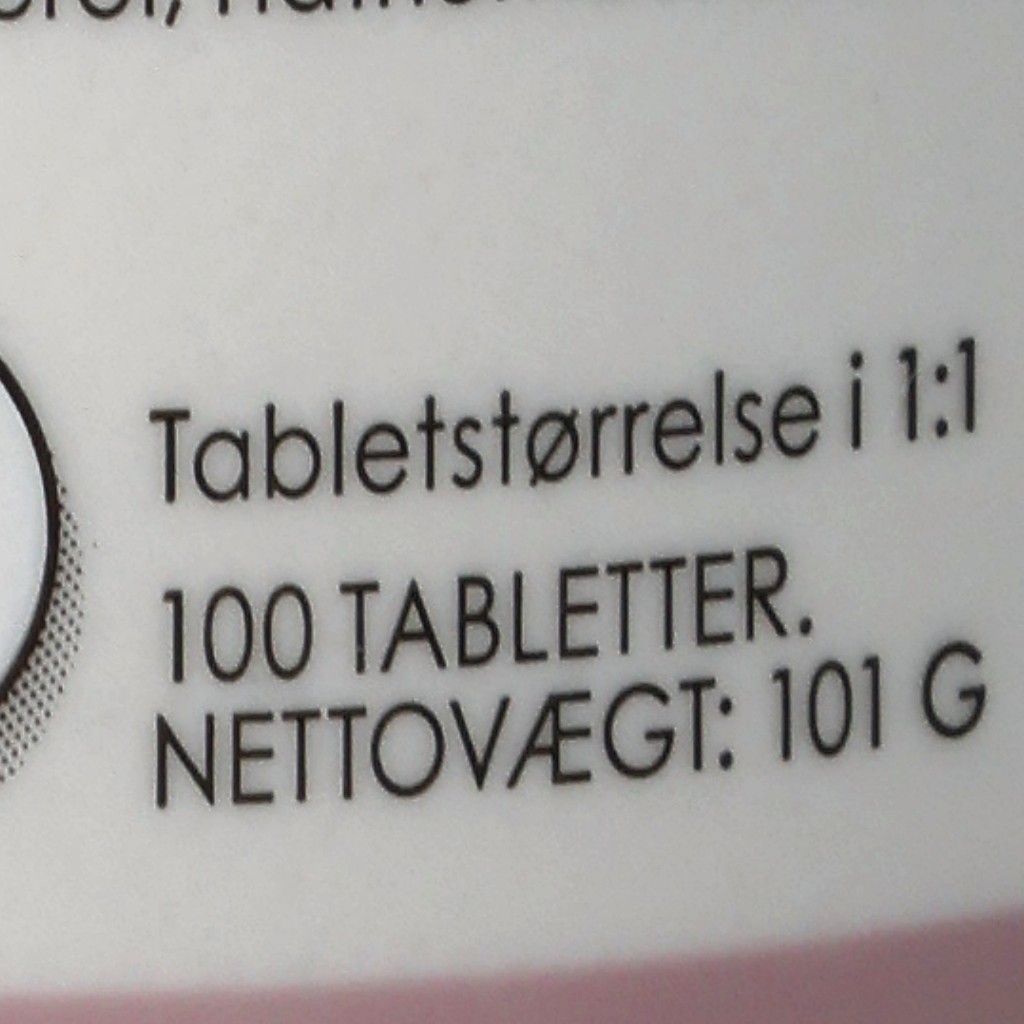 Tabletstørrelse i 1:1
100 TABLETTER.
NETTOVÆGT: 101 G